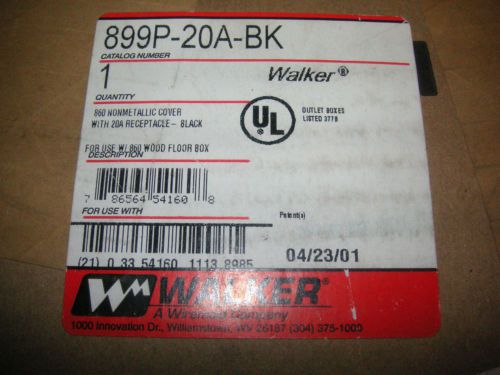 899P-20A-BK
CATALOG NUMBER
1
Walker®
QUANTITY
860 NONMETALLIC COVER
WITH 20A RECEPTACLE - BLACK
UL
®
OUTLET BOXES
LISTED 377B
FOR USE W/ 860 WOOD FLOOR BOX
DESCRIPTION
7 86564 54160 8
FOR USE WITH
Patent(s)
(21) 0 33 54160 1113 8985
04/23/01
WALKER
A Wiremold Company
1000 Innovation Dr., Williamstown, WV 26187 (304) 375-1000